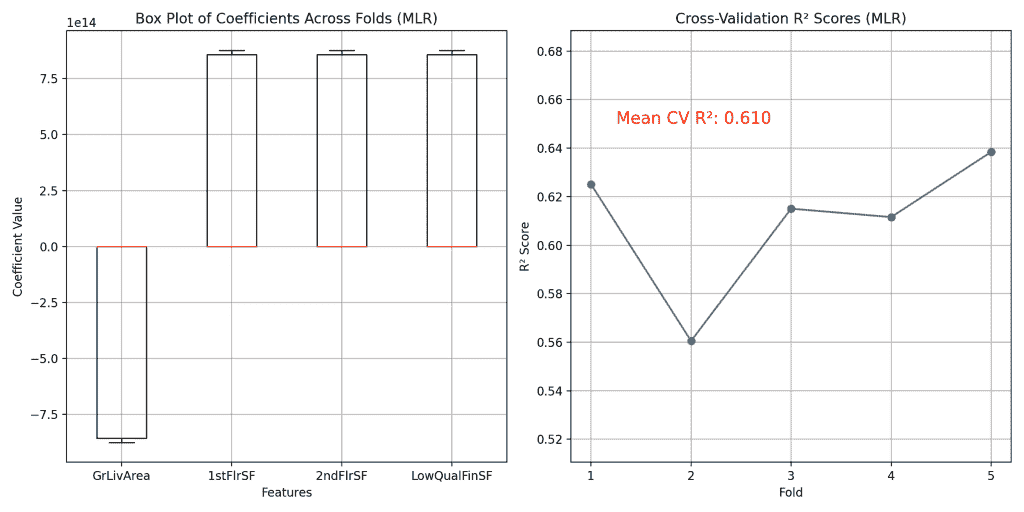 Box Plot of Coefficients Across Folds (MLR)
1e14
7.5
5.0
2.5
0.0
−2.5
−5.0
−7.5
Coefficient Value
GrLivArea
1stFlrSF
2ndFlrSF
LowQualFinSF
Features
Cross-Validation R² Scores (MLR)
Mean CV R²: 0.610
0.68
0.66
0.64
0.62
0.60
0.58
0.56
0.54
0.52
R² Score
1
2
3
4
5
Fold